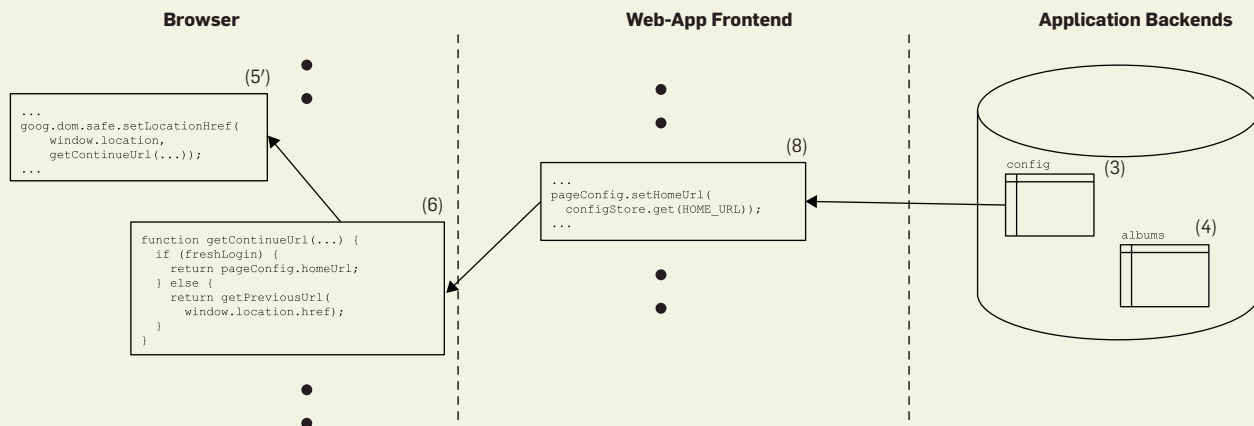 Browser
Web-App Frontend
Application Backends
(5′)
...
goog.dom.safe.setLocationHref(
    window.location,
    getContinueUrl(...));
...
(6)
function getContinueUrl(...) {
  if (freshLogin) {
    return pageConfig.homeUrl;
  } else {
    return getPreviousUrl(
      window.location.href);
  }
}
(8)
...
pageConfig.setHomeUrl(
  configStore.get(HOME_URL));
...
config
(3)
albums
(4)